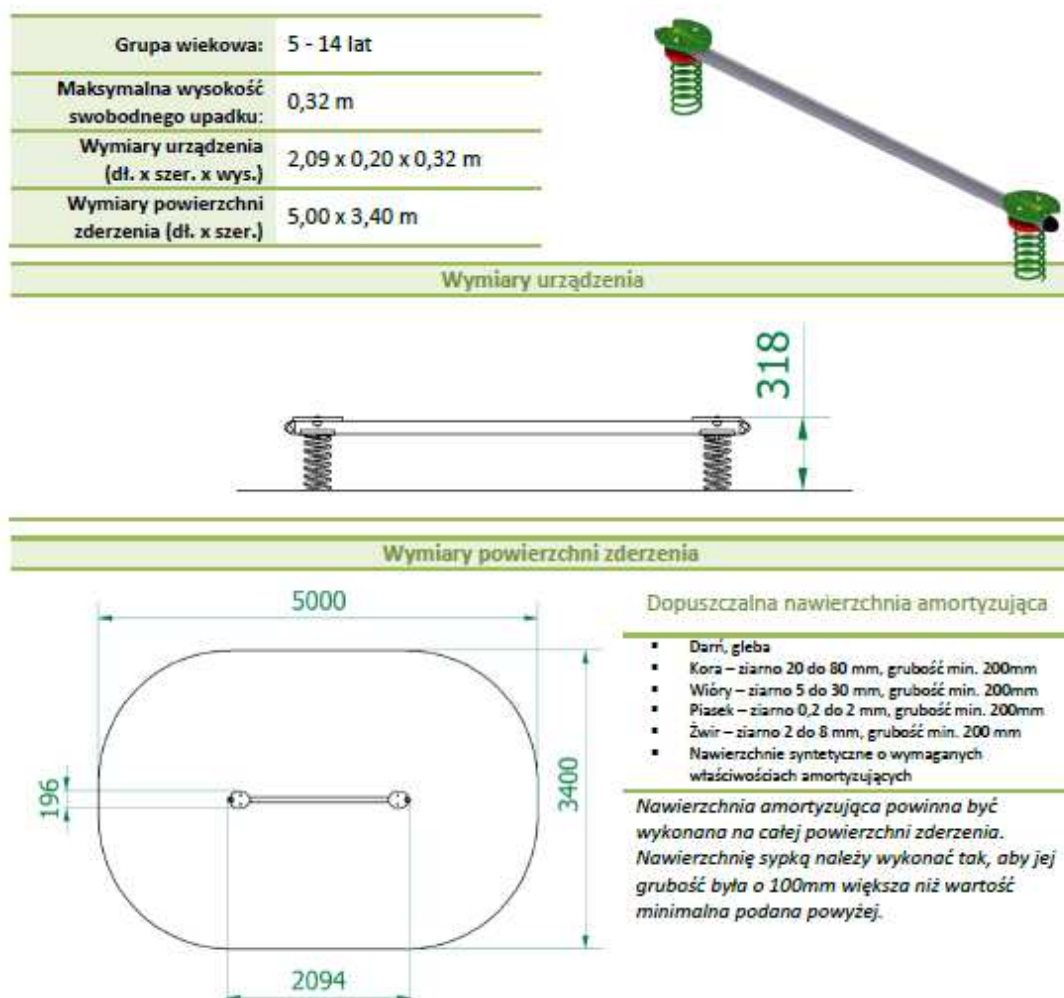 Grupa wiekowa: 5 - 14 lat
Maksymalna wysokość
swobodnego upadku: 0,32 m
Wymiary urządzenia
(dł. x szer. x wys.) 2,09 x 0,20 x 0,32 m
Wymiary powierzchni
zderzenia (dł. x szer.) 5,00 x 3,40 m
Wymiary urządzenia
318
Wymiary powierzchni zderzenia
5000
196
3400
2094
Dopuszczalna nawierzchnia amortyzująca
▪ Darń, gleba
▪ Kora – ziarno 20 do 80 mm, grubość min. 200mm
▪ Wióry – ziarno 5 do 30 mm, grubość min. 200mm
▪ Piasek – ziarno 0,2 do 2 mm, grubość min. 200mm
▪ Żwir – ziarno 2 do 8 mm, grubość min. 200 mm
▪ Nawierzchnie syntetyczne o wymaganych
właściwościach amortyzujących
Nawierzchnia amortyzująca powinna być
wykonana na całej powierzchni zderzenia.
Nawierzchnię sypką należy wykonać tak, aby jej
grubość była o 100mm większa niż wartość
minimalna podana powyżej.